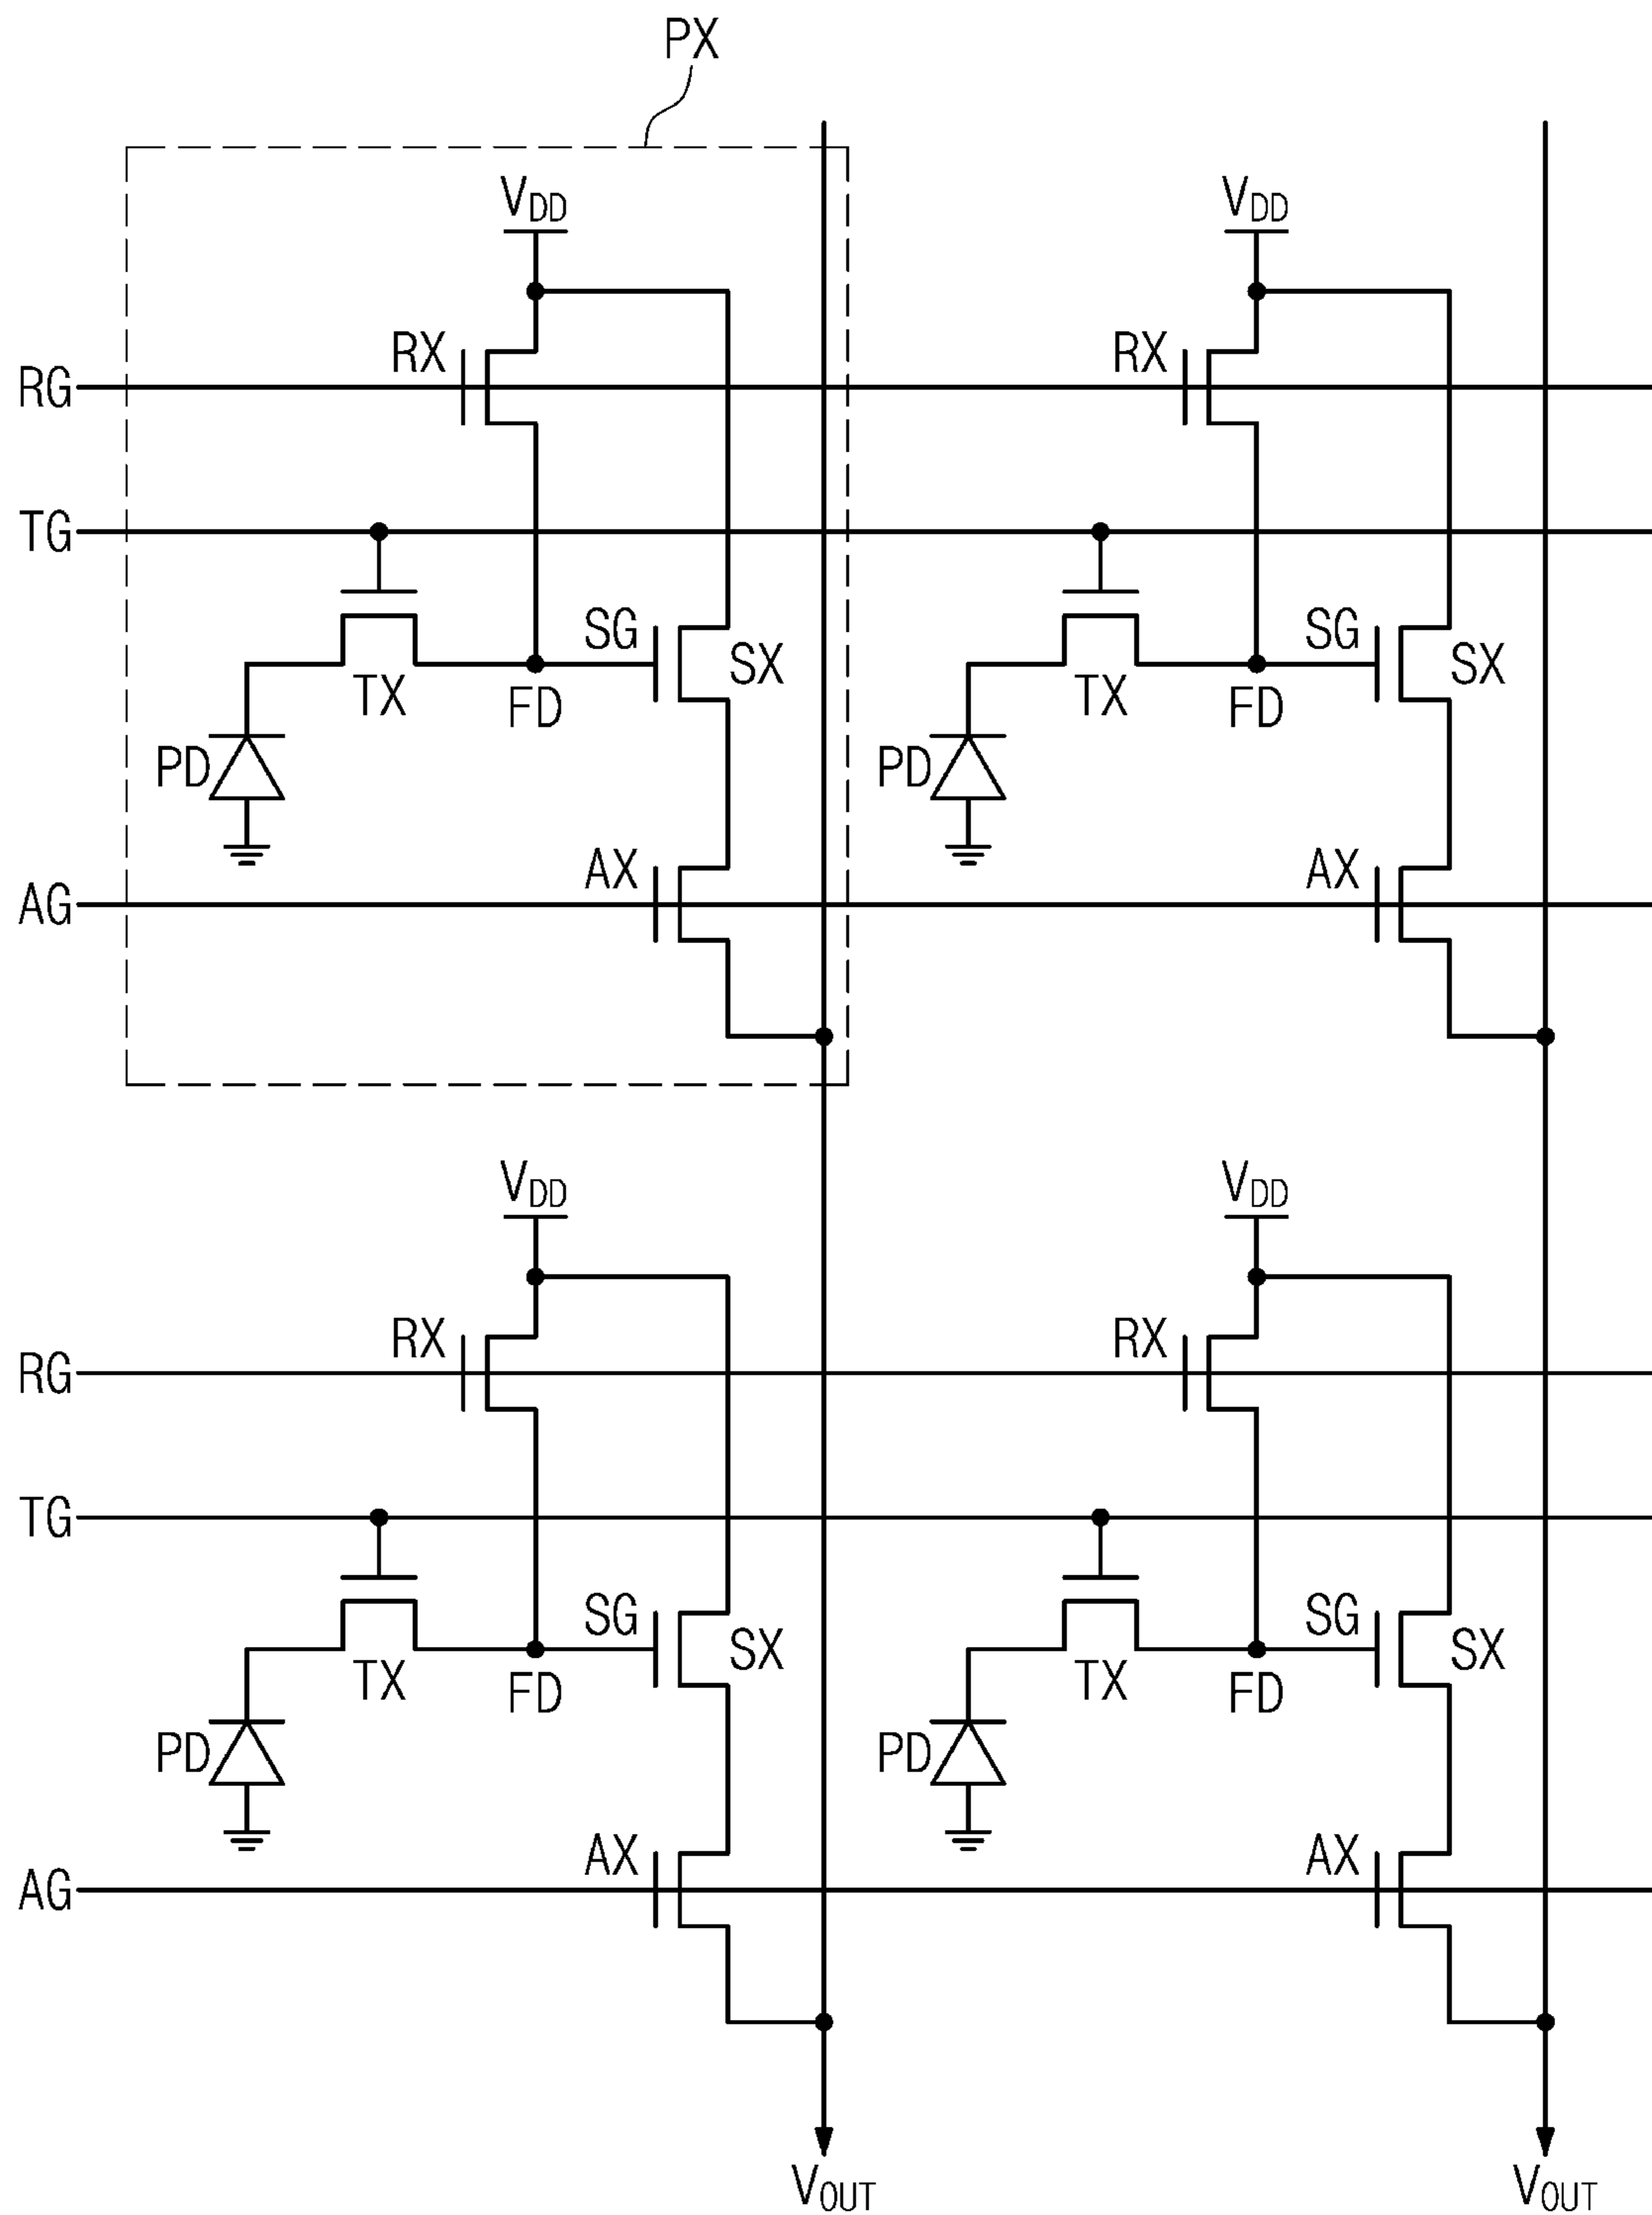 PX
VDD VDD
RX RX
RG
TG
SG SG
SX SX
TX FD TX FD
PD PD
AX AX
AG
VDD VDD
RX RX
RG
TG
SG SG
SX SX
TX FD TX FD
PD PD
AX AX
AG
VOUT VOUT